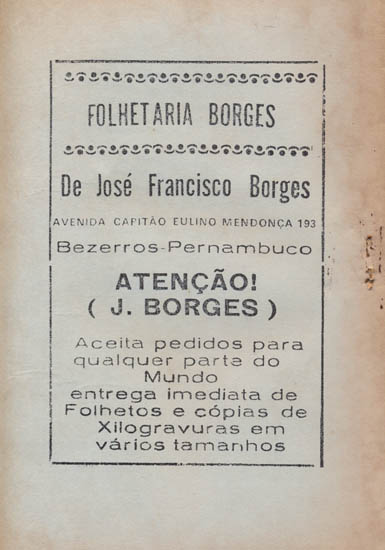 FOLHETARIA BORGES
De José Francisco Borges
AVENIDA CAPITÃO EULINO MENDONÇA 193
Bezerros-Pernambuco
ATENÇÃO!
( J. BORGES )
Aceita pedidos para
qualquer parte do
Mundo
entrega imediata de
Folhetos e cópias de
Xilogravuras em
vários tamanhos